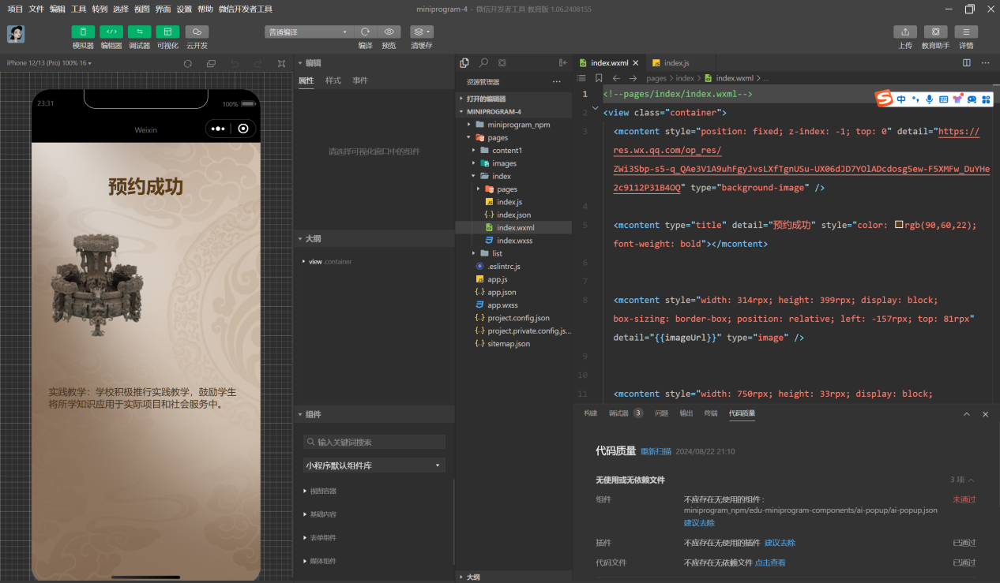 项目 文件 编辑 工具 转到 选择 视图 界面 设置 帮助 微信开发者工具
miniprogram-4 - 微信开发者工具 教育版 1.06.2408155
模拟器 编辑器 调试器 可视化 云开发
普通编译
编译 预览 清缓存
上传 教育助手 详情
iPhone 12/13 (Pro) 100% 16
23:31
100%
Weixin
预约成功
实践教学：学校积极推行实践教学，鼓励学生
将所学知识应用于实际项目和社会服务中。
编辑
属性 样式 事件
请选择可视化窗口中的组件
大纲
view .container
组件
输入关键词搜索
小程序默认组件库
视图容器
基础内容
表单组件
媒体组件
资源管理器
打开的编辑器
MINIPROGRAM-4
miniprogram_npm
pages
content1
images
index
pages
index.js
index.json
index.wxml
index.wxss
list
.eslintrc.js
app.js
app.json
app.wxss
project.config.json
project.private.config.js...
sitemap.json
大纲
index.wxml
index.js
pages > index > index.wxml > ...
中
1 <!--pages/index/index.wxml-->
2 <view class="container">
3 <mcontent style="position: fixed; z-index: -1; top: 0" detail="https://
res.wx.qq.com/op_res/
ZWi3Sbp-s5-q_QAe3V1A9uhFgyJvsLXfTgnUSu-UX06dJD7YOlADcdosgSew-F5XMFw_DuYHe
2c9112P31B4OQ" type="background-image" />
4
5 <mcontent type="title" detail="预约成功" style="color: rgb(90,60,22);
font-weight: bold"></mcontent>
6
7
8 <mcontent style="width: 314rpx; height: 399rpx; display: block;
box-sizing: border-box; position: relative; left: -157rpx; top: 81rpx"
detail="{{imageUrl}}" type="image" />
9
10
11 <mcontent style="width: 750rpx; height: 33rpx; display: block;
构建 调试器 3 问题 输出 终端 代码质量
代码质量 重新扫描 2024/08/22 21:10
无使用或无依赖文件 3 项
组件 不应存在无使用的组件： 未通过
miniprogram_npm/edu-miniprogram-components/ai-popup/ai-popup.json
建议去除
插件 不应存在无使用的插件 建议去除 已通过
代码文件 不应存在无依赖文件 点击查看 已通过